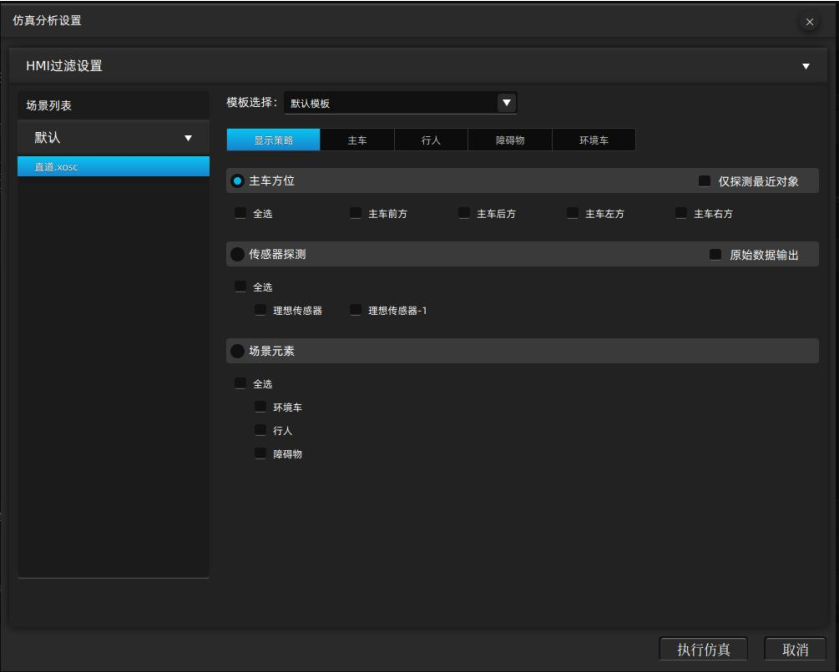 仿真分析设置
HMI过滤设置
场景列表
默认
直道.xosc
模板选择： 默认模板
显示策略 主车 行人 障碍物 环境车
主车方位 仅探测最近对象
全选 主车前方 主车后方 主车左方 主车右方
传感器探测 原始数据输出
全选
理想传感器 理想传感器-1
场景元素
全选
环境车
行人
障碍物
执行仿真 取消